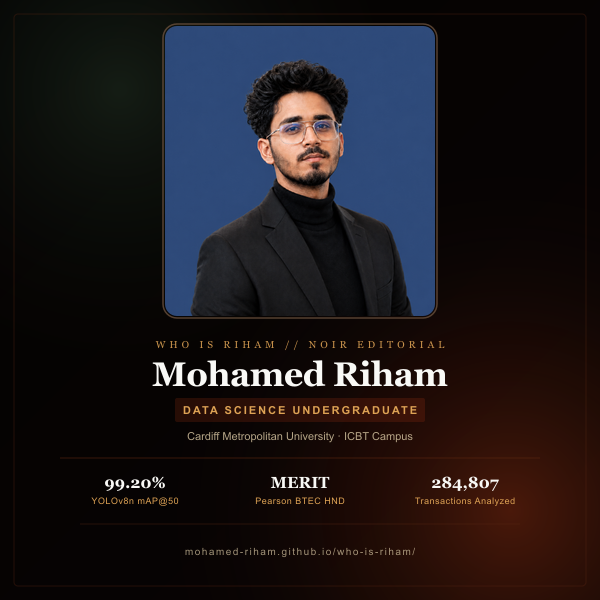 WHO IS RIHAM // NOIR EDITORIAL
Mohamed Riham
DATA SCIENCE UNDERGRADUATE
Cardiff Metropolitan University · ICBT Campus
99.20% MERIT 284,807
YOLOv8n mAP@50 Pearson BTEC HND Transactions Analyzed
mohamed-riham.github.io/who-is-riham/